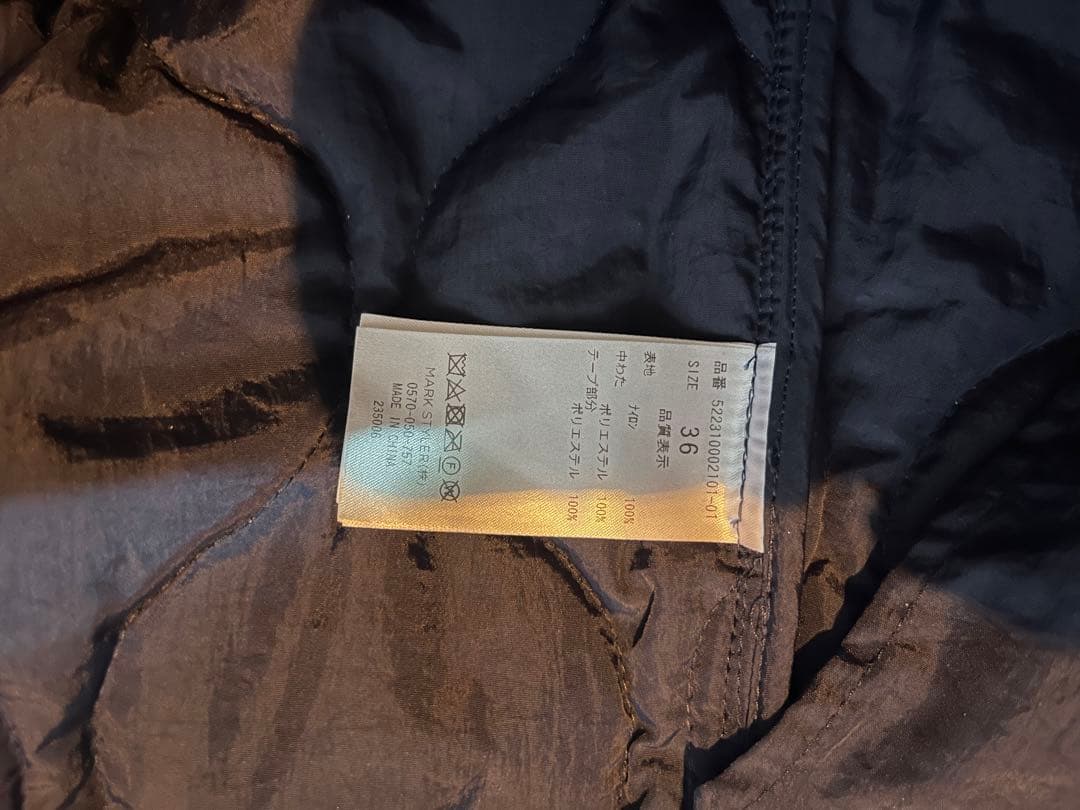 品番 522310002101-01
SIZE 36
品質表示
表地 ナイロン 100%
中わた ポリエステル 100%
テープ部分 ポリエステル 100%
MARK STYLER(株)
0570-050-757
MADE IN CHINA
235006